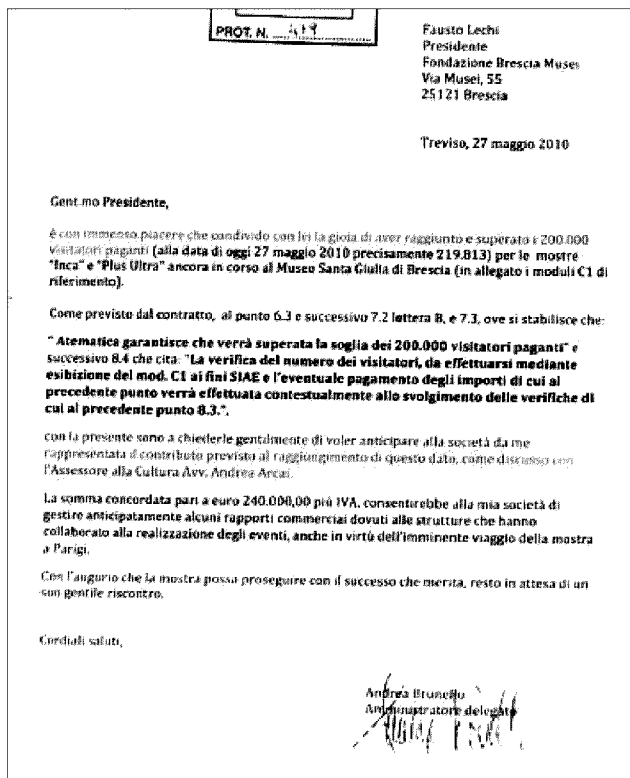 PROT. N. 419
Fausto Lechi
Presidente
Fondazione Brescia Musei
Via Musei, 55
25121 Brescia
Treviso, 27 maggio 2010
Gent.mo Presidente,
è con immenso piacere che condivido con lei la gioia di aver raggiunto e superato i 200.000
visitatori paganti (alla data di oggi 27 maggio 2010 precisamente 219.813) per le mostre
"Inca" e "Plus Ultra" ancora in corso al Museo Santa Giulia di Brescia (in allegato i moduli C1 di
riferimento).
Come previsto dal contratto, al punto 6.3 e successivo 7.2 lettera 8, e 7.3, ove si stabilisce che:
" Atematica garantisce che verrà superata la soglia dei 200.000 visitatori paganti" e
successivo 8.4 che cita: "La verifica del numero dei visitatori, da effettuarsi mediante
esibizione del mod. C1 ai fini SIAE e l'eventuale pagamento degli importi di cui al
precedente punto verrà effettuata contestualmente allo svolgimento delle verifiche di
cui al precedente punto 8.3.".
con la presente sono a chiederle gentilmente di voler anticipare alla società da me
rappresentata il contributo previsto al raggiungimento di questo dato, come discusso con
l'Assessore alla Cultura Avv. Andrea Arcai.
La somma concordata pari a euro 240.000,00 più IVA, consenterebbe alla mia società di
gestire anticipatamente alcuni rapporti commerciai dovuti alle strutture che hanno
collaborato alla realizzazione degli eventi, anche in virtù dell'imminente viaggio della mostra
a Parigi.
Con l'augurio che la mostra possa proseguire con il successo che merita, resto in attesa di un
suo gentile riscontro.
Cordiali saluti,
Andrea Brunello
Amministratore delegato